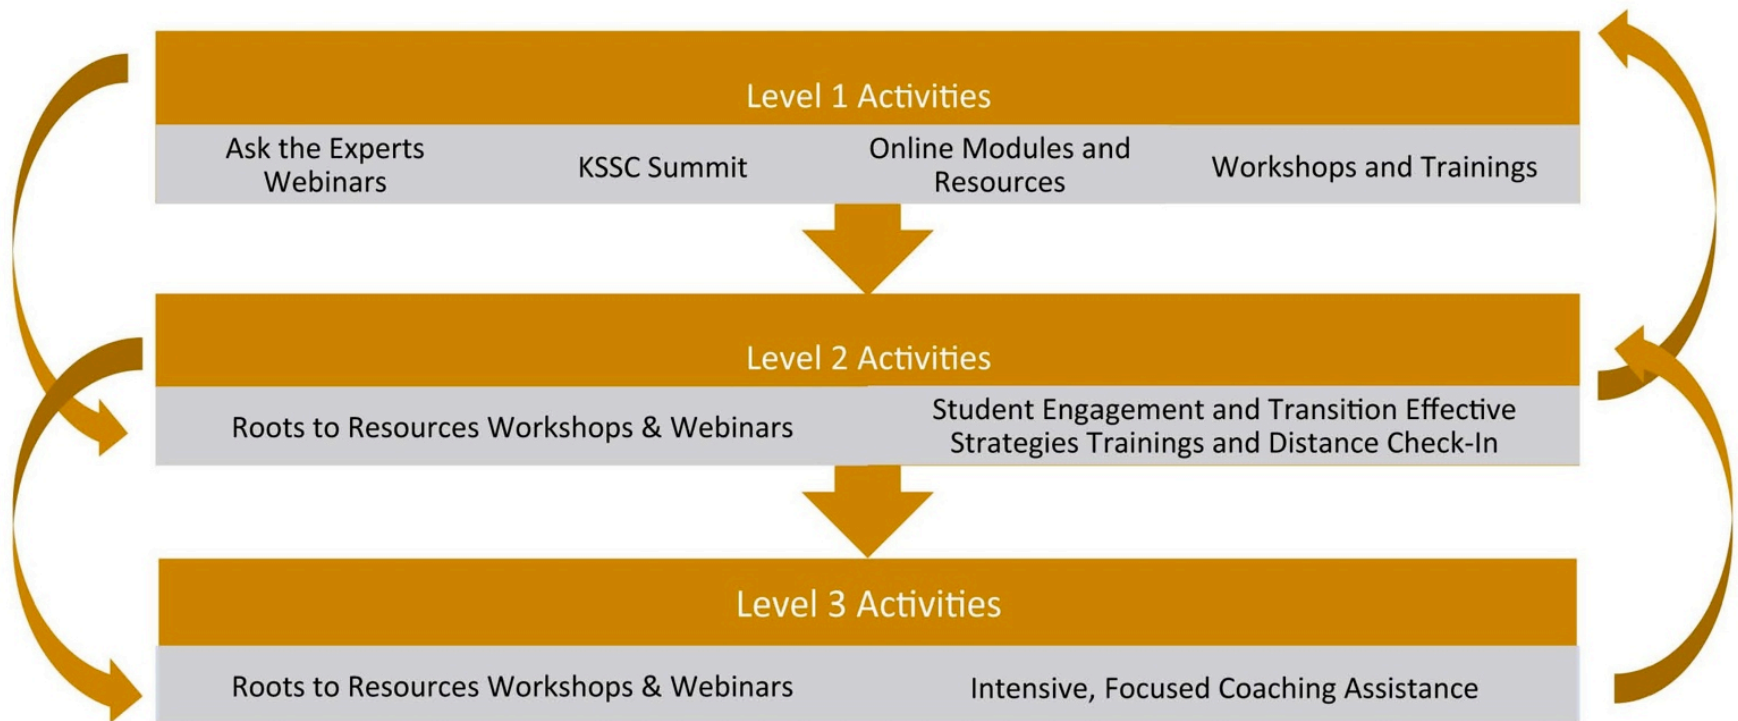 Level 1 Activities
Ask the Experts
Webinars
KSSC Summit
Online Modules and
Resources
Workshops and Trainings
Level 2 Activities
Roots to Resources Workshops & Webinars
Student Engagement and Transition Effective
Strategies Trainings and Distance Check-In
Level 3 Activities
Roots to Resources Workshops & Webinars
Intensive, Focused Coaching Assistance